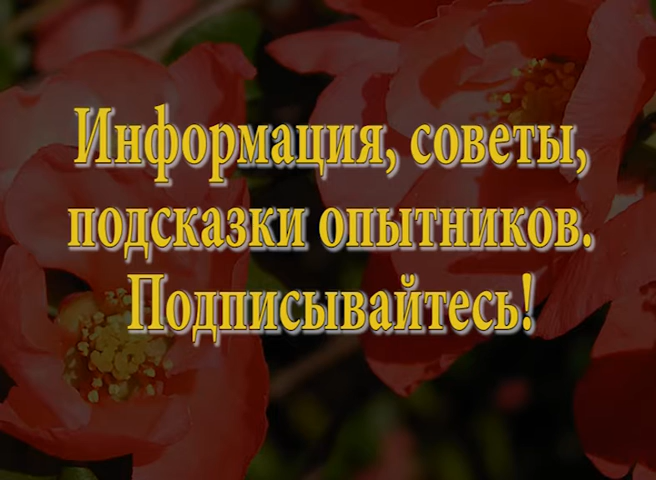 Информация, советы,
подсказки опытников.
Подписывайтесь!